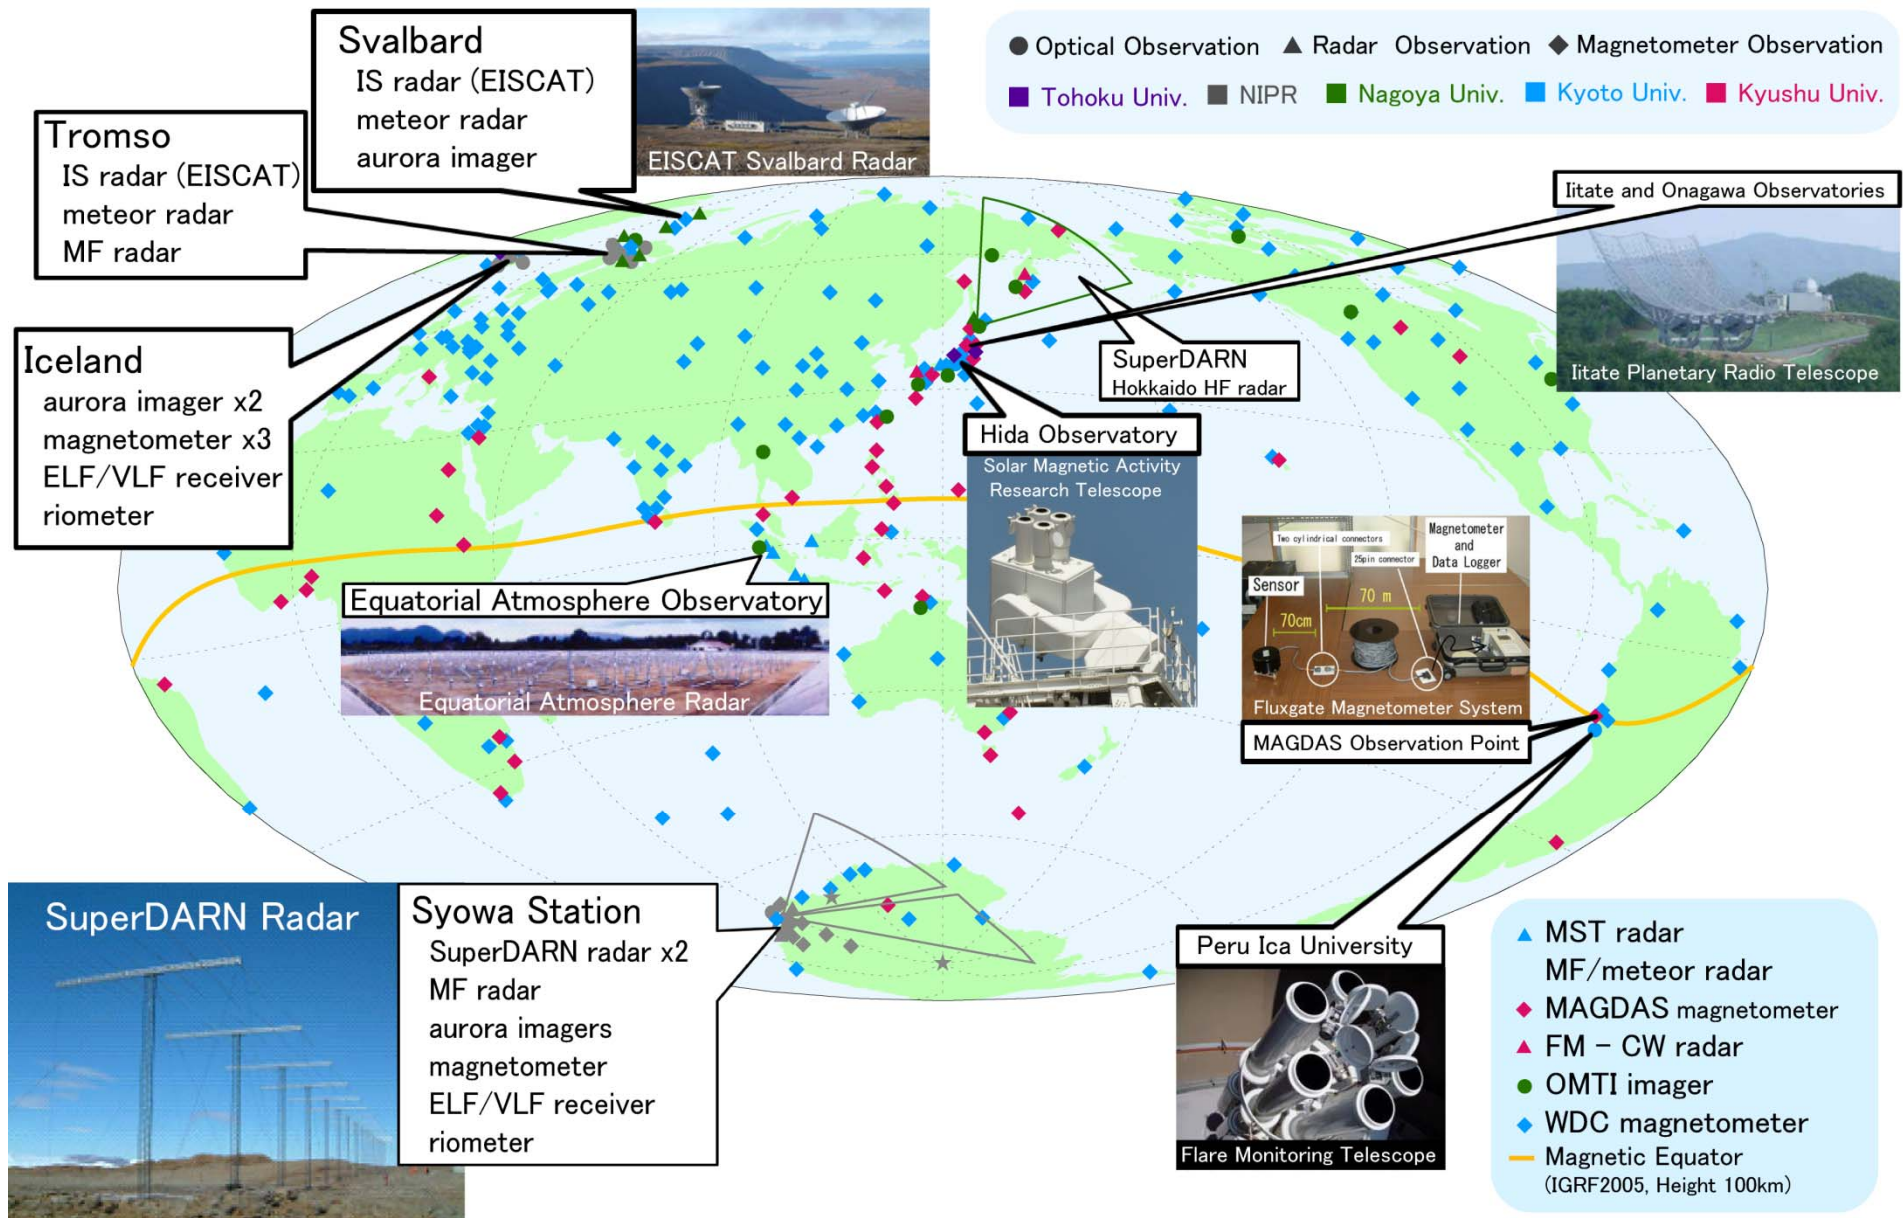 Svalbard
IS radar (EISCAT)
meteor radar
aurora imager
EISCAT Svalbard Radar
Optical Observation
Radar Observation
Magnetometer Observation
Tohoku Univ.
NIPR
Nagoya Univ.
Kyoto Univ.
Kyushu Univ.
Tromso
IS radar (EISCAT)
meteor radar
MF radar
Iitate and Onagawa Observatories
Iitate Planetary Radio Telescope
Iceland
aurora imager x2
magnetometer x3
ELF/VLF receiver
riometer
SuperDARN
Hokkaido HF radar
Hida Observatory
Solar Magnetic Activity
Research Telescope
Equatorial Atmosphere Observatory
Equatorial Atmosphere Radar
Two cylindrical connectors
25pin connector
Magnetometer
and
Data Logger
Sensor
70 m
70cm
Fluxgate Magnetometer System
MAGDAS Observation Point
SuperDARN Radar
Syowa Station
SuperDARN radar x2
MF radar
aurora imagers
magnetometer
ELF/VLF receiver
riometer
Peru Ica University
Flare Monitoring Telescope
MST radar
MF/meteor radar
MAGDAS magnetometer
FM - CW radar
OMTI imager
WDC magnetometer
Magnetic Equator
(IGRF2005, Height 100km)